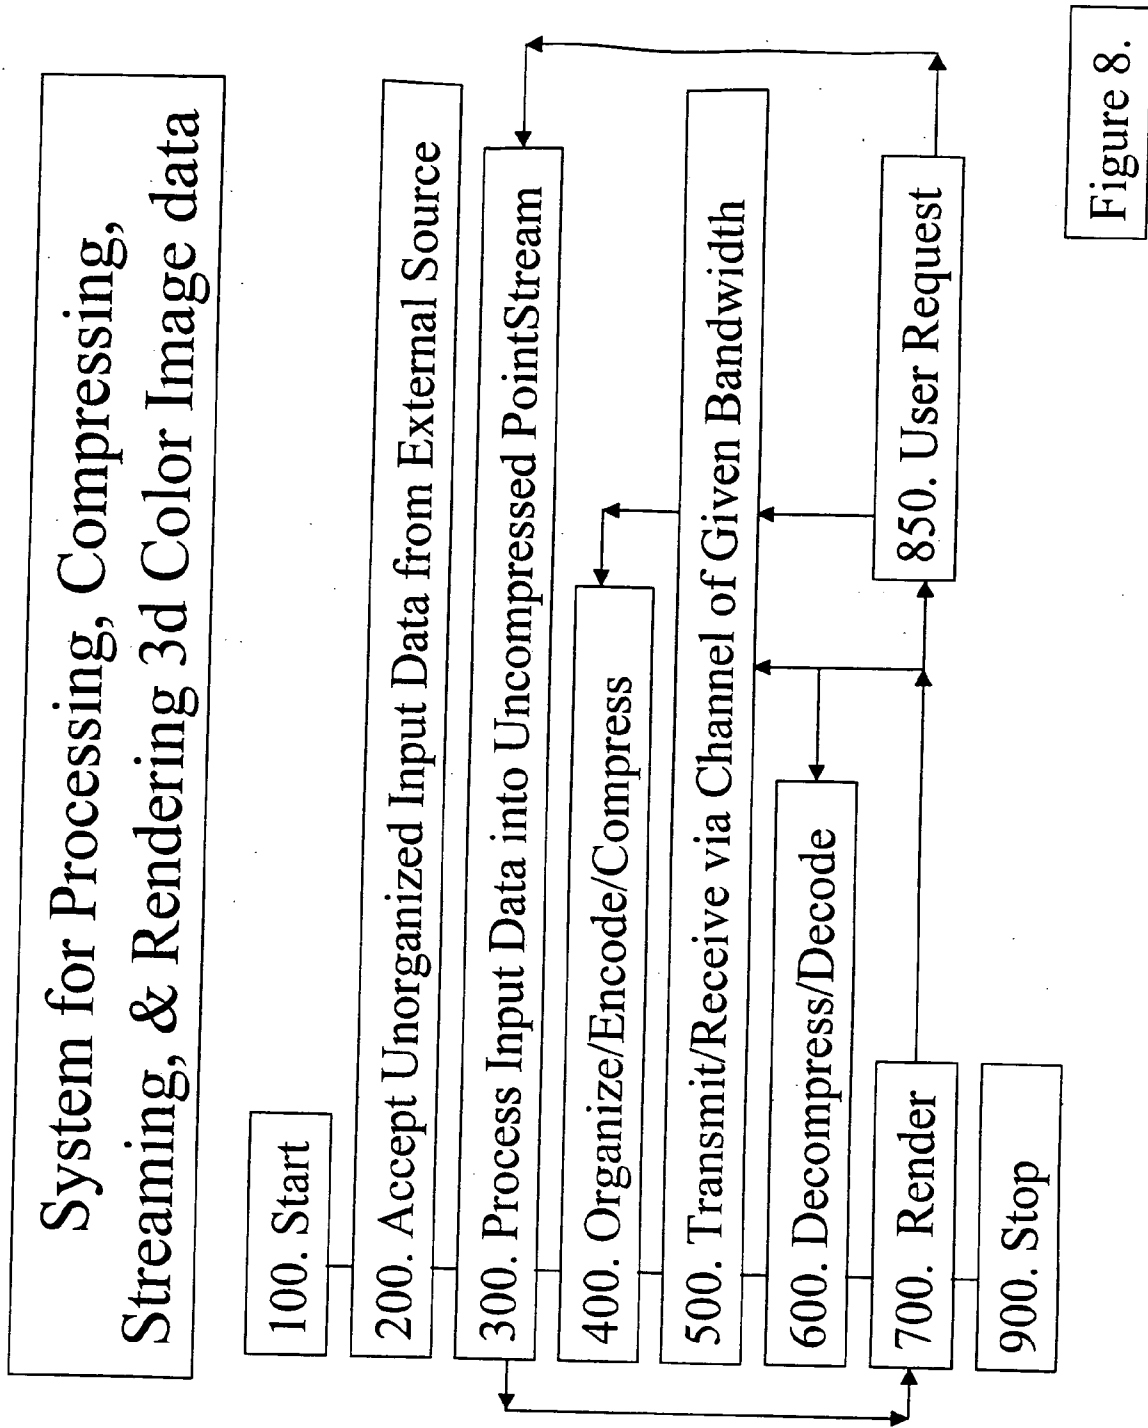 System for Processing, Compressing,
Streaming, & Rendering 3d Color Image data
100. Start
200. Accept Unorganized Input Data from External Source
300. Process Input Data into Uncompressed PointStream
400. Organize/Encode/Compress
500. Transmit/Receive via Channel of Given Bandwidth
600. Decompress/Decode
700. Render
850. User Request
900. Stop
Figure 8.